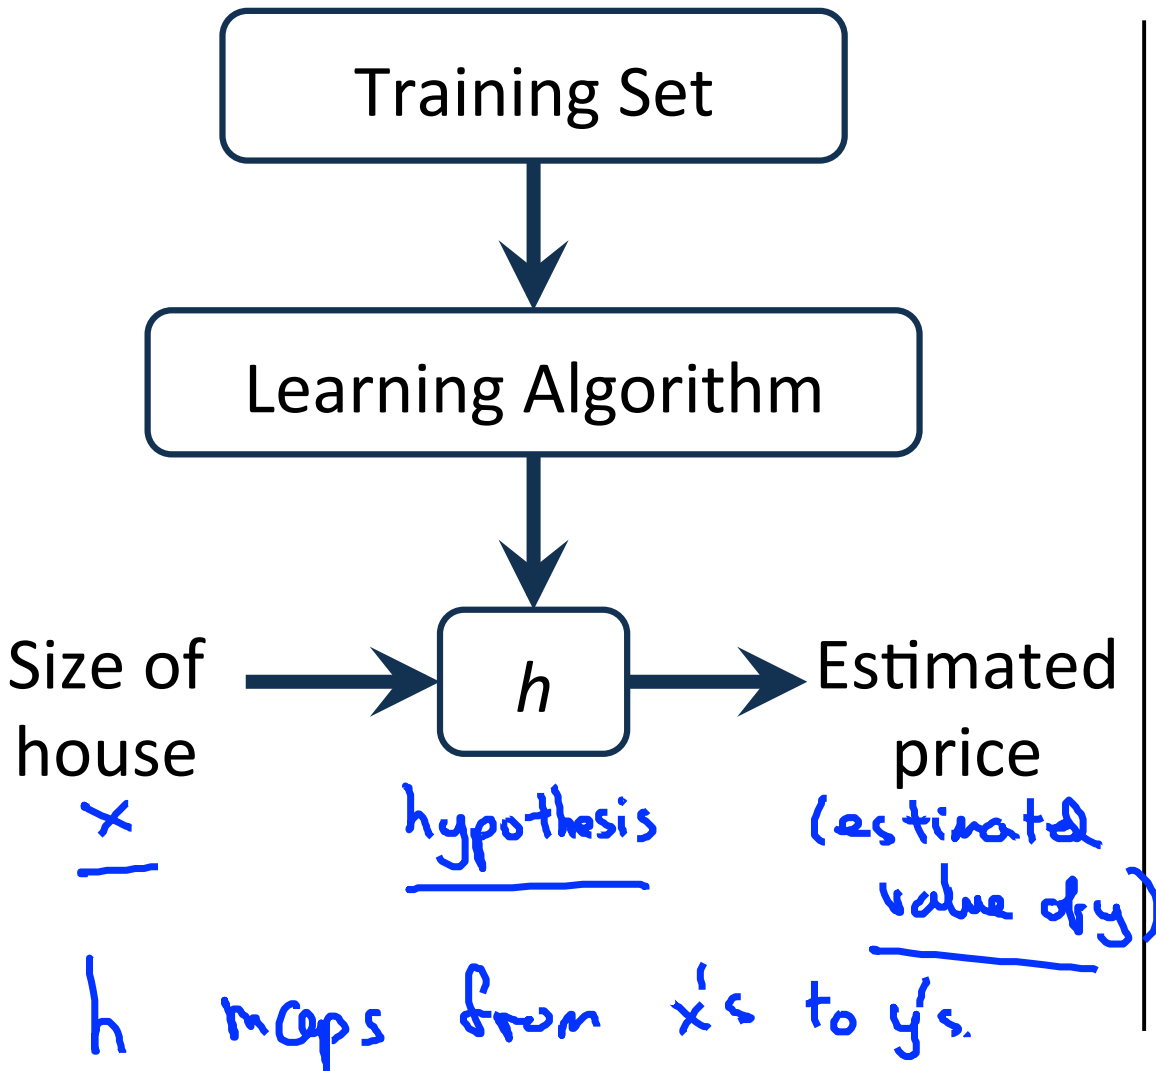 Training Set
Learning Algorithm
Size of
house
h
Estimated
price
x
hypothesis
(estimated
value of y)
h maps from x's to y's.